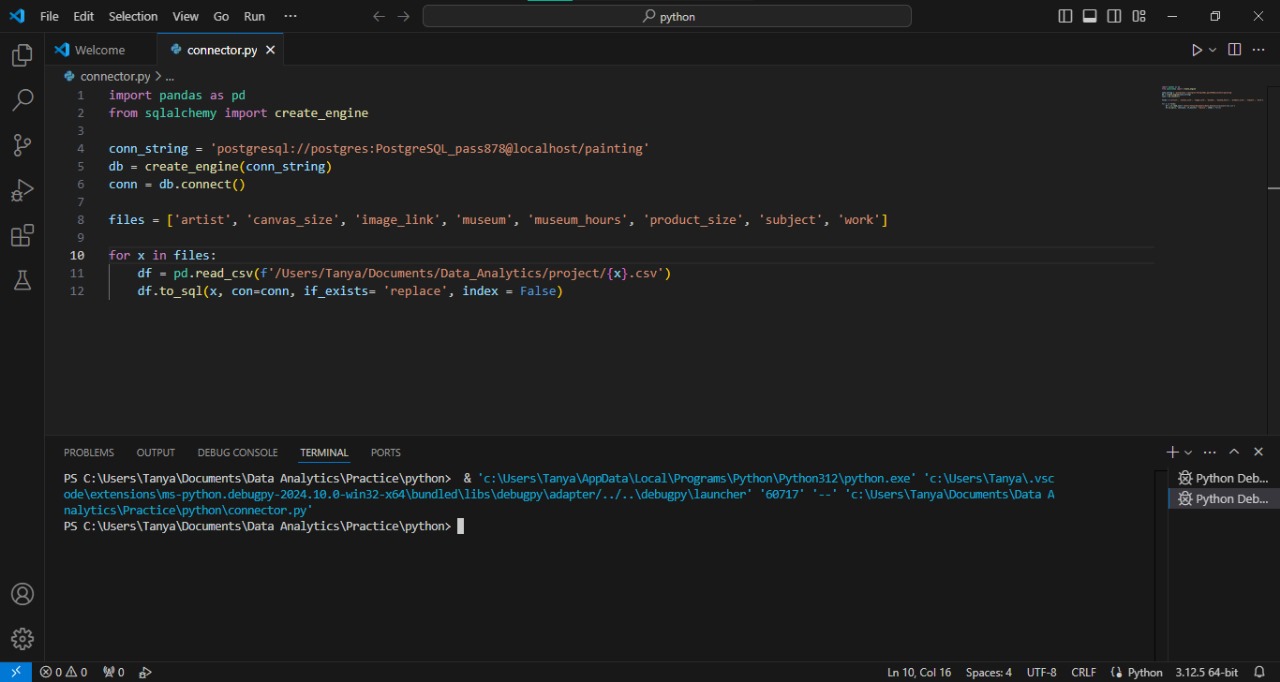 File Edit Selection View Go Run ··· python
Welcome connector.py
connector.py > ...
1 import pandas as pd
2 from sqlalchemy import create_engine
3
4 conn_string = 'postgresql://postgres:PostgreSQL_pass878@localhost/painting'
5 db = create_engine(conn_string)
6 conn = db.connect()
7
8 files = ['artist', 'canvas_size', 'image_link', 'museum', 'museum_hours', 'product_size', 'subject', 'work']
9
10 for x in files:
11 df = pd.read_csv(f'/Users/Tanya/Documents/Data_Analytics/project/{x}.csv')
12 df.to_sql(x, con=conn, if_exists= 'replace', index = False)
PROBLEMS OUTPUT DEBUG CONSOLE TERMINAL PORTS
PS C:\Users\Tanya\Documents\Data Analytics\Practice\python> & 'c:\Users\Tanya\AppData\Local\Programs\Python\Python312\python.exe' 'c:\Users\Tanya\.vsc
ode\extensions\ms-python.debugpy-2024.10.0-win32-x64\bundled\libs\debugpy\adapter/../..\debugpy\launcher' '60717' '--' 'c:\Users\Tanya\Documents\Data A
nalytics\Practice\python\connector.py'
PS C:\Users\Tanya\Documents\Data Analytics\Practice\python>
Python Deb...
Python Deb...
0 0 0 Ln 10, Col 16 Spaces: 4 UTF-8 CRLF Python 3.12.5 64-bit